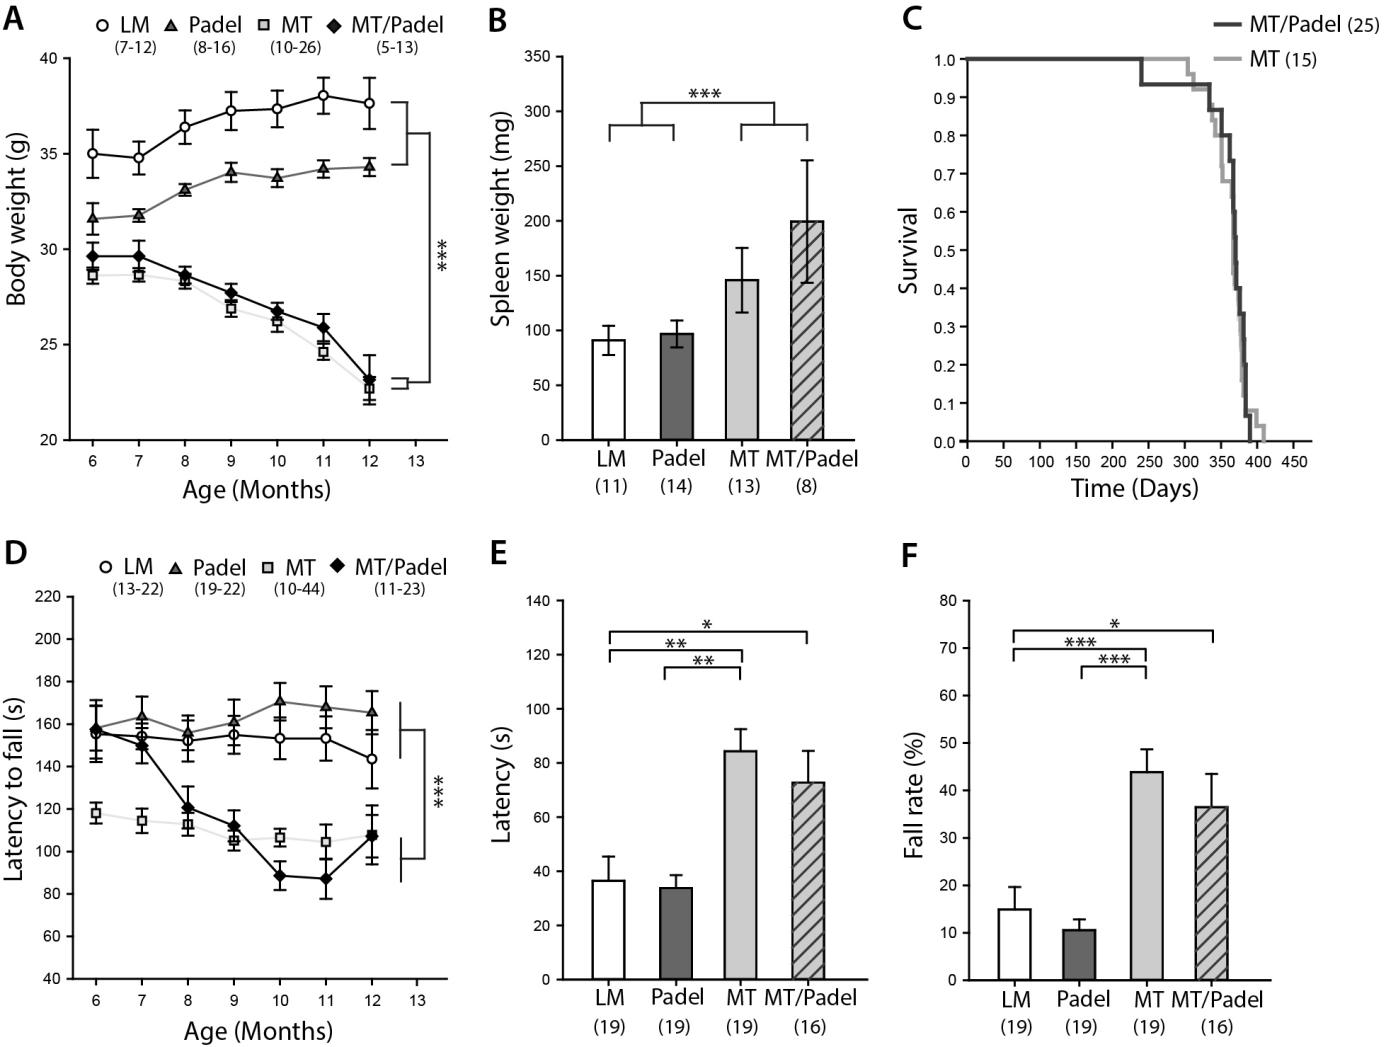 A
LM Padel MT MT/Padel
(7-12) (8-16) (10-26) (5-13)
40
35
30
25
20
Body weight (g)
***
6 7 8 9 10 11 12 13
Age (Months)
B
350
300
250
200
150
100
50
0
Spleen weight (mg)
***
LM Padel MT MT/Padel
(11) (14) (13) (8)
C
MT/Padel (25)
MT (15)
1.0
0.9
0.8
0.7
0.6
0.5
0.4
0.3
0.2
0.1
0.0
Survival
0 50 100 150 200 250 300 350 400 450
Time (Days)
D
LM Padel MT MT/Padel
(13-22) (19-22) (10-44) (11-23)
220
200
180
160
140
120
100
80
60
40
Latency to fall (s)
***
6 7 8 9 10 11 12 13
Age (Months)
E
140
120
100
80
60
40
20
0
Latency (s)
*
**
**
LM Padel MT MT/Padel
(19) (19) (19) (16)
F
80
70
60
50
40
30
20
10
0
Fall rate (%)
*
***
***
LM Padel MT MT/Padel
(19) (19) (19) (16)